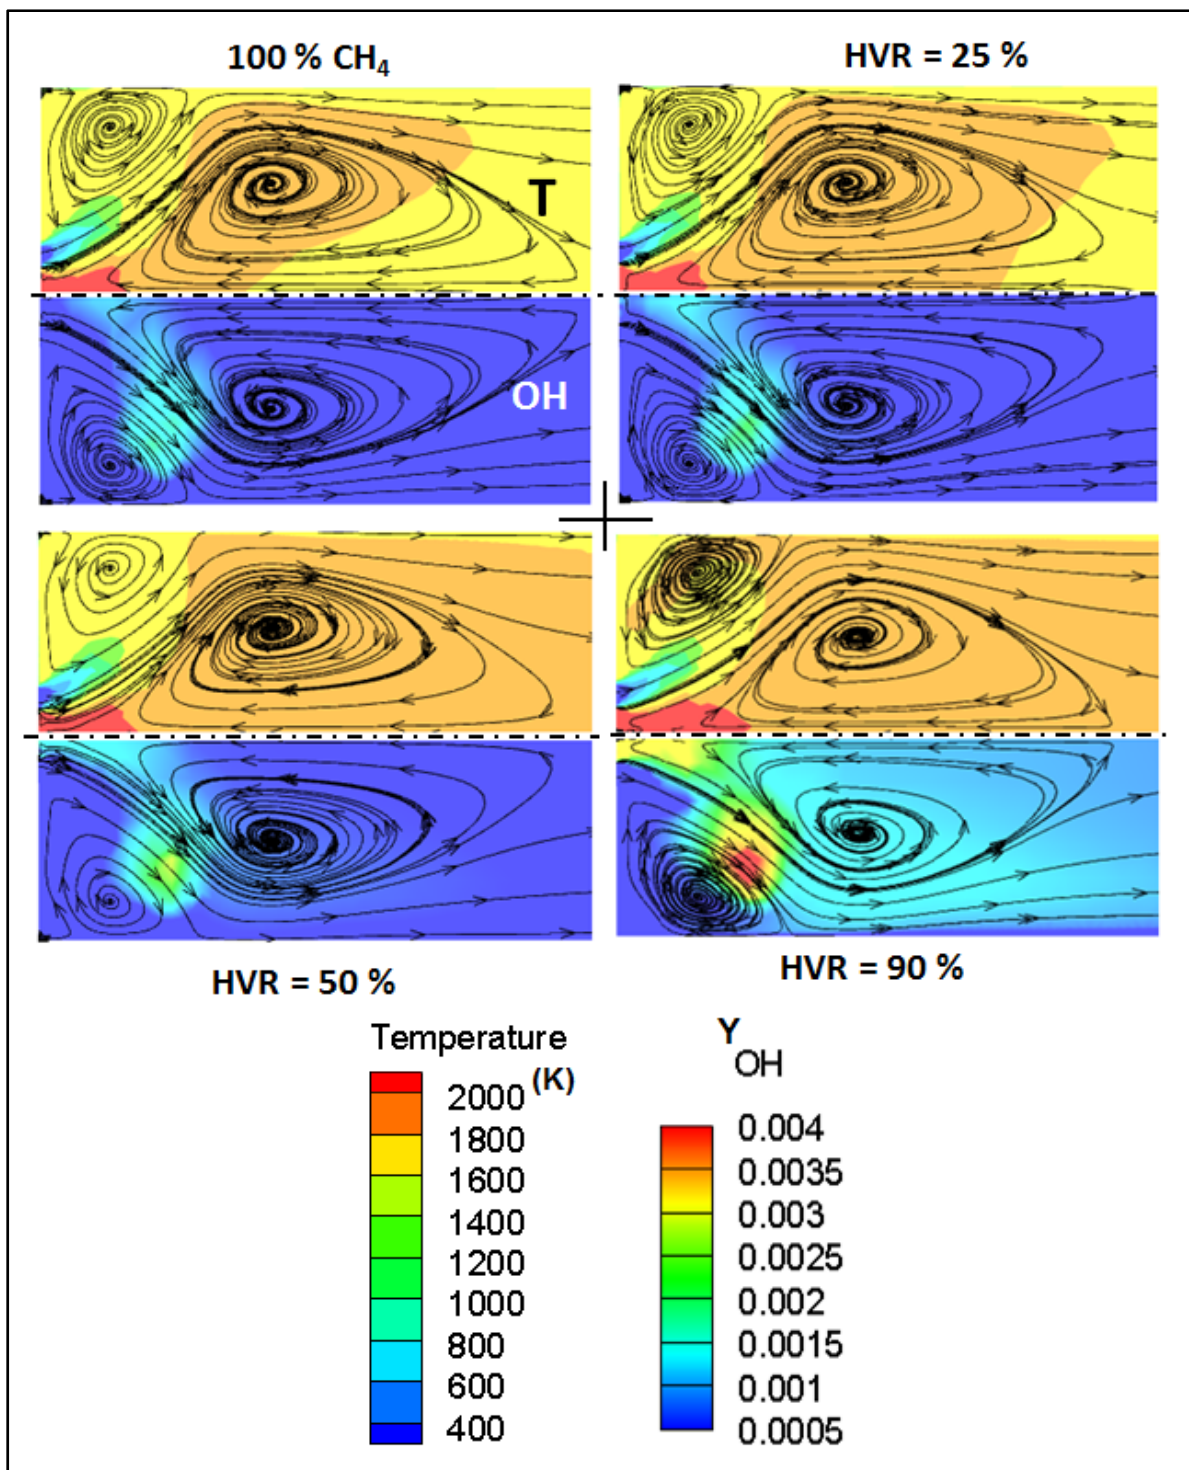 100 % CH₄
HVR = 25 %
T
OH
HVR = 50 %
HVR = 90 %
Temperature
(K)
2000
1800
1600
1400
1200
1000
800
600
400
Y
OH
0.004
0.0035
0.003
0.0025
0.002
0.0015
0.001
0.0005